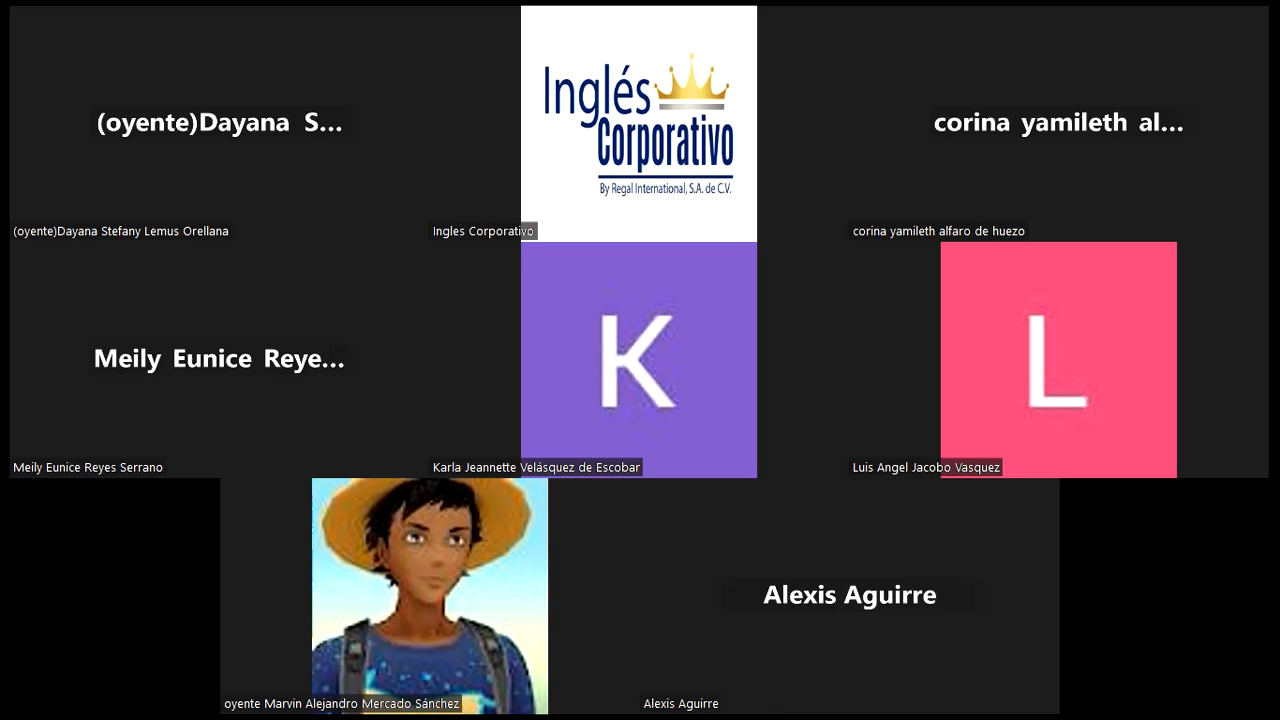 (oyente)Dayana S...
Inglés
Corporativo
By Regal International, S.A. de C.V.
corina yamileth al...
(oyente)Dayana Stefany Lemus Orellana
Ingles Corporativo
corina yamileth alfaro de huezo
Meily Eunice Reye...
K
L
Meily Eunice Reyes Serrano
Karla Jeannette Velásquez de Escobar
Luis Angel Jacobo Vasquez
Alexis Aguirre
oyente Marvin Alejandro Mercado Sánchez
Alexis Aguirre